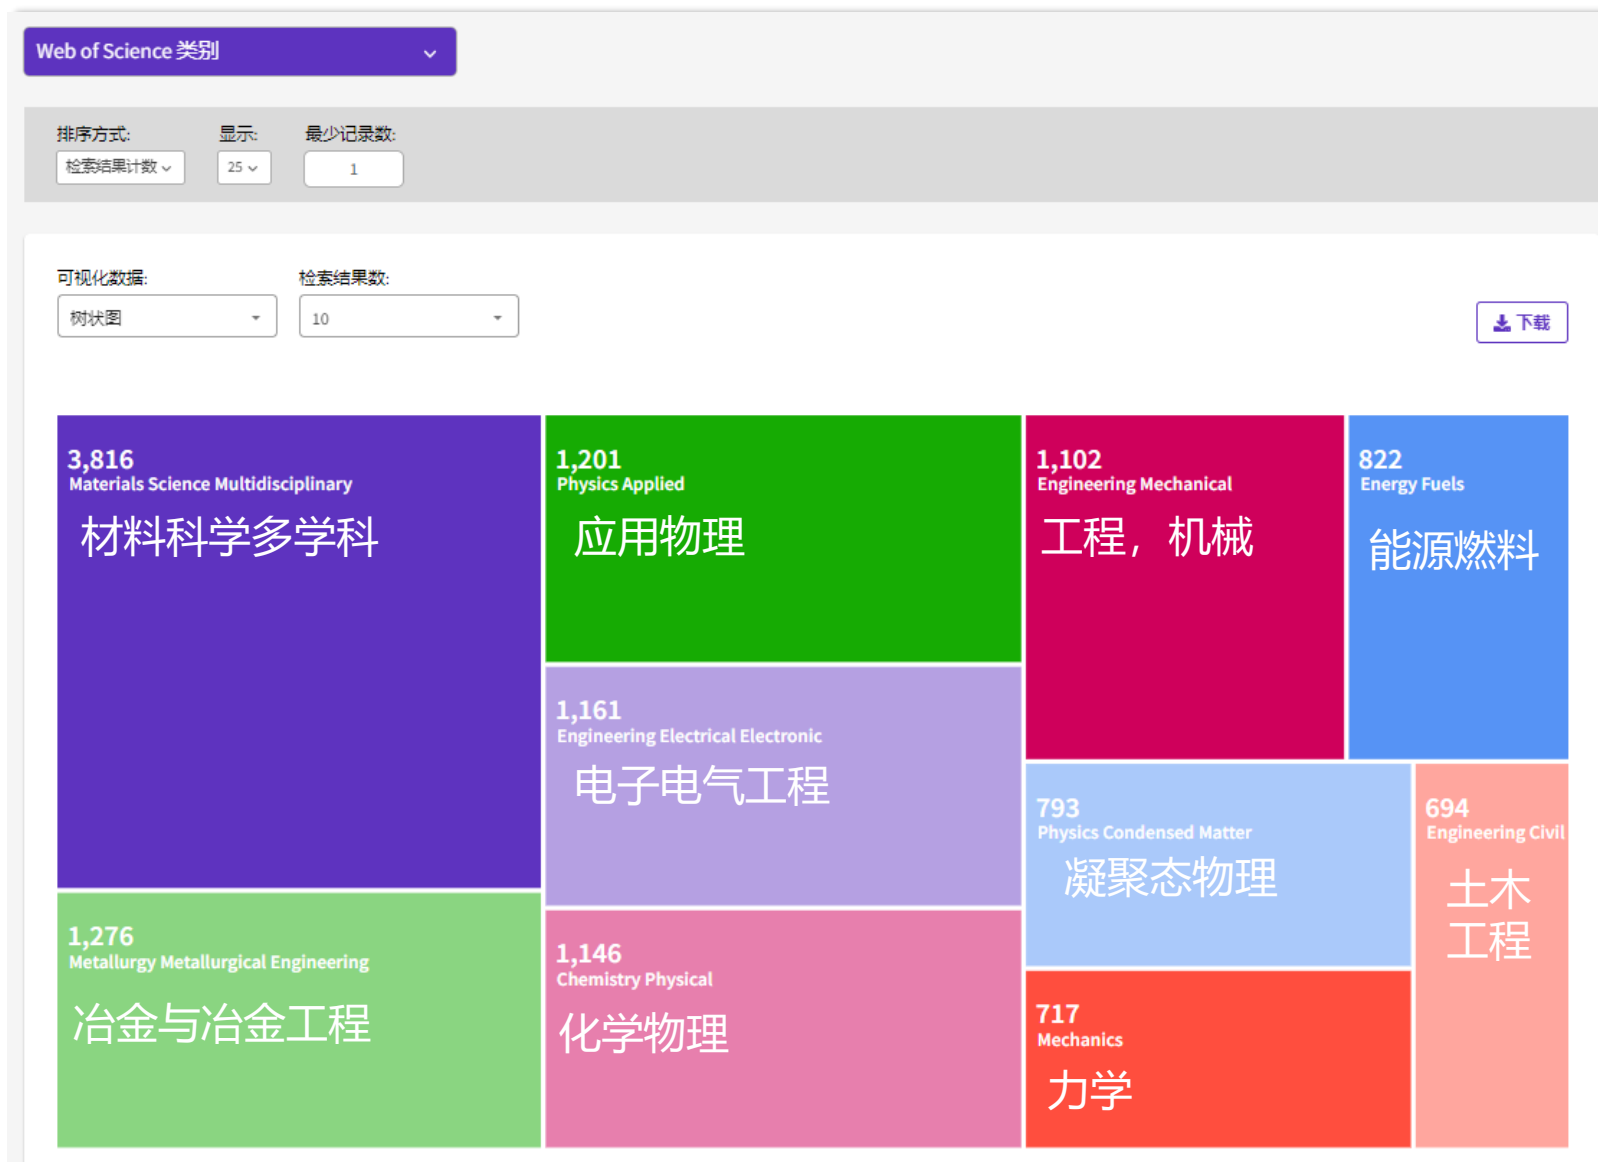 Web of Science 类别
排序方式:
显示:
最少记录数:
检索结果计数
25
1
可视化数据:
检索结果数:
树状图
10
下载
3,816
Materials Science Multidisciplinary
材料科学多学科
1,276
Metallurgy Metallurgical Engineering
冶金与冶金工程
1,201
Physics Applied
应用物理
1,161
Engineering Electrical Electronic
电子电气工程
1,146
Chemistry Physical
化学物理
1,102
Engineering Mechanical
工程，机械
822
Energy Fuels
能源燃料
793
Physics Condensed Matter
凝聚态物理
717
Mechanics
力学
694
Engineering Civil
土木
工程